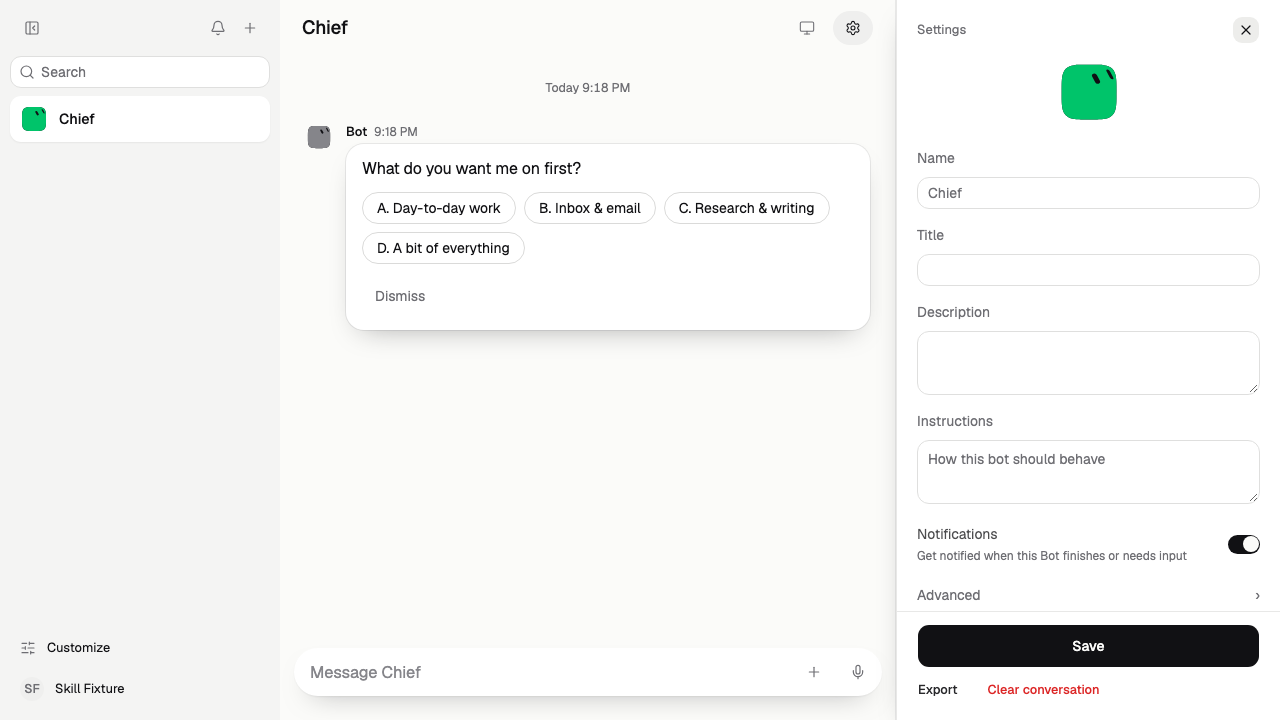 Search
Chief
Customize
SF Skill Fixture
Chief
Today 9:18 PM
Bot 9:18 PM
What do you want me on first?
A. Day-to-day work
B. Inbox & email
C. Research & writing
D. A bit of everything
Dismiss
Message Chief
Settings
Name
Chief
Title
Description
Instructions
How this bot should behave
Notifications
Get notified when this Bot finishes or needs input
Advanced
Save
Export
Clear conversation